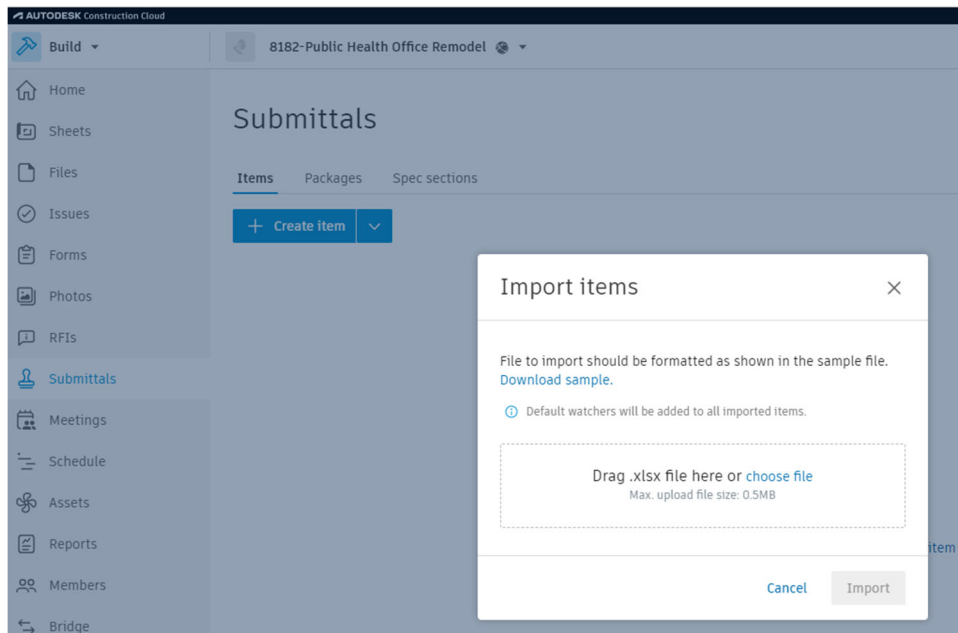 AUTODESK Construction Cloud
Build
8182-Public Health Office Remodel
Home
Sheets
Files
Issues
Forms
Photos
RFIs
Submittals
Meetings
Schedule
Assets
Reports
Members
Bridge
Submittals
Items Packages Spec sections
+ Create item
Import items
File to import should be formatted as shown in the sample file.
Download sample.
Default watchers will be added to all imported items.
Drag .xlsx file here or choose file
Max. upload file size: 0.5MB
item
Cancel Import